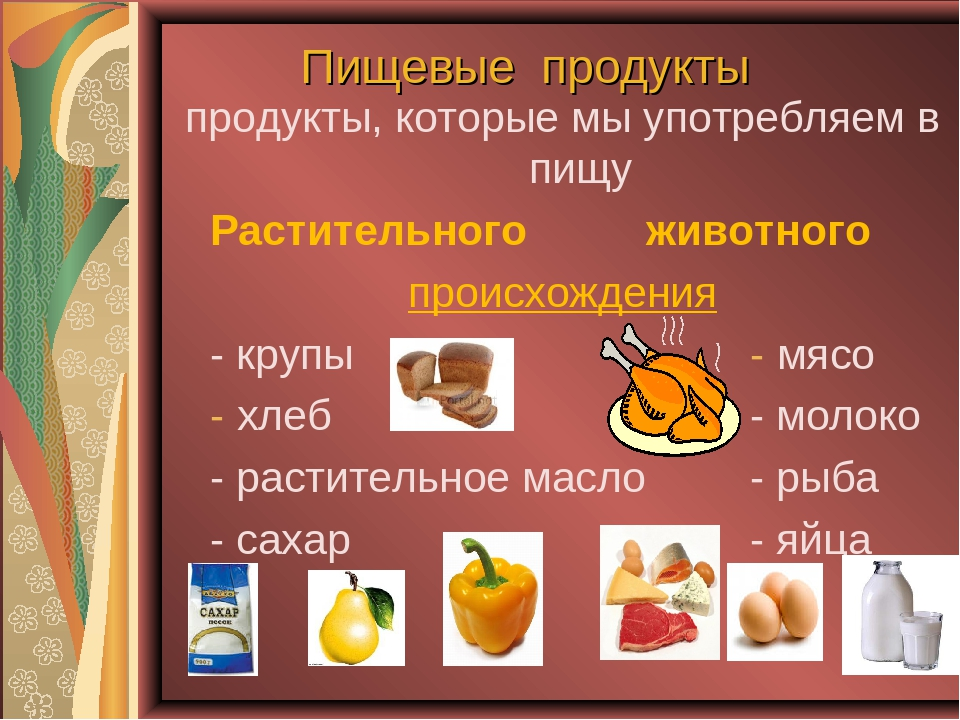 Пищевые продукты
продукты, которые мы употребляем в
пищу
Растительного животного
происхождения
- крупы - мясо
- хлеб - молоко
- растительное масло - рыба
- сахар - яйца
САХАР
песок